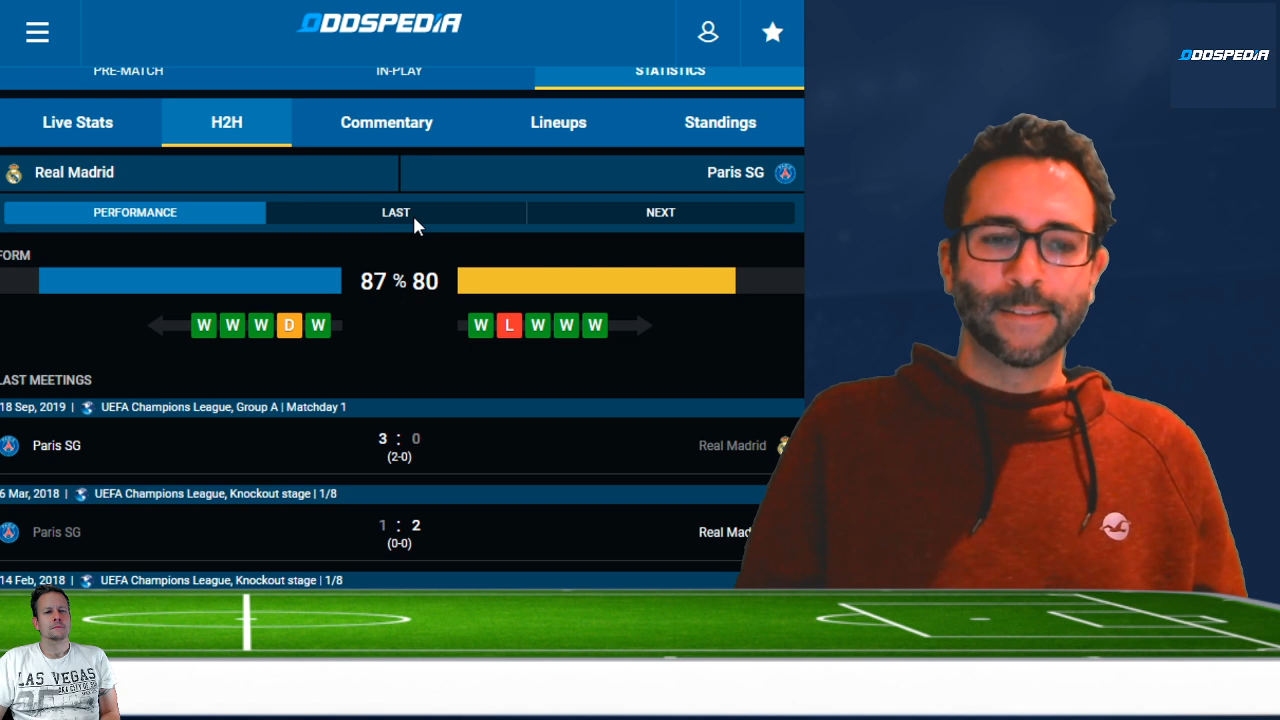 ODDSPEDIA
ODDSPEDIA
PRE-MATCH IN-PLAY STATISTICS
Live Stats H2H Commentary Lineups Standings
Real Madrid Paris SG
PERFORMANCE LAST NEXT
FORM
87 % 80
W W W D W W L W W W
LAST MEETINGS
18 Sep, 2019 | UEFA Champions League, Group A | Matchday 1
Paris SG 3 : 0 Real Madrid
(2-0)
6 Mar, 2018 | UEFA Champions League, Knockout stage | 1/8
Paris SG 1 : 2 Real Mad
(0-0)
14 Feb, 2018 | UEFA Champions League, Knockout stage | 1/8
LAS VEGAS